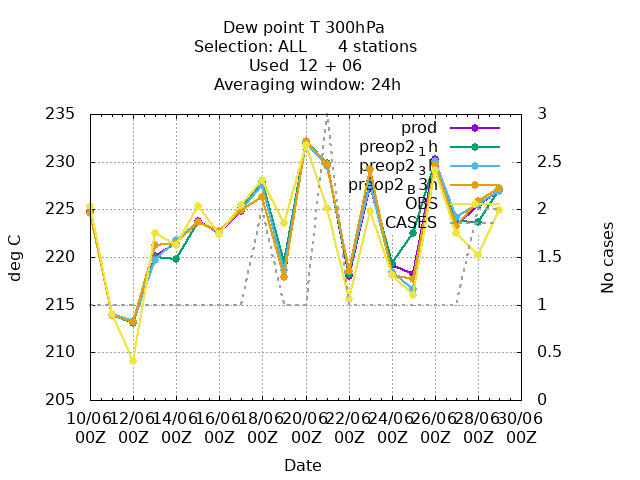 Dew point T 300hPa
Selection: ALL 4 stations
Used 12 + 06
Averaging window: 24h
235
230
225
220
215
210
205
deg C
3
2.5
2
1.5
1
0.5
0
No cases
prod
preop2 1h
preop2 3h
preop2 B3h
OBS
CASES
10/06 12/06 14/06 16/06 18/06 20/06 22/06 24/06 26/06 28/06 30/06
00Z 00Z 00Z 00Z 00Z 00Z 00Z 00Z 00Z 00Z 00Z
Date